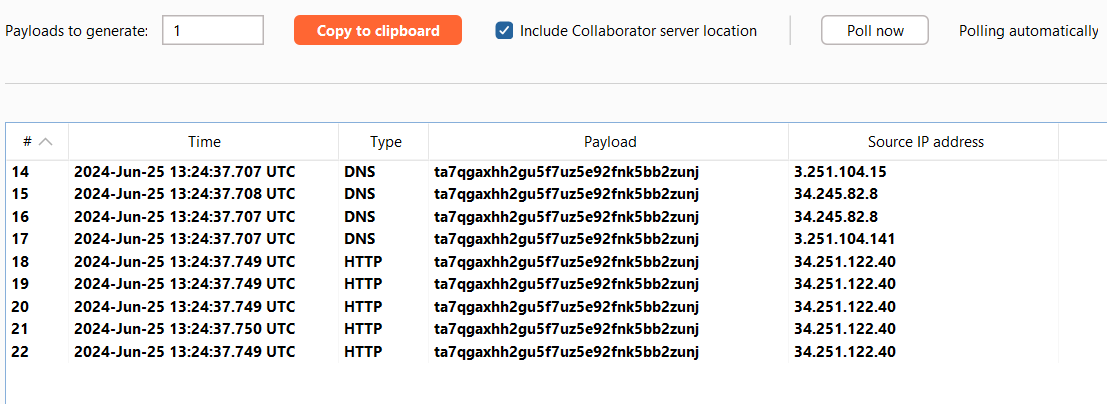 Payloads to generate: 1 Copy to clipboard Include Collaborator server location Poll now Polling automatically
# Time Type Payload Source IP address
14 2024-Jun-25 13:24:37.707 UTC DNS ta7qgaxhh2gu5f7uz5e92fnk5bb2zunj 3.251.104.15
15 2024-Jun-25 13:24:37.708 UTC DNS ta7qgaxhh2gu5f7uz5e92fnk5bb2zunj 34.245.82.8
16 2024-Jun-25 13:24:37.707 UTC DNS ta7qgaxhh2gu5f7uz5e92fnk5bb2zunj 34.245.82.8
17 2024-Jun-25 13:24:37.707 UTC DNS ta7qgaxhh2gu5f7uz5e92fnk5bb2zunj 3.251.104.141
18 2024-Jun-25 13:24:37.749 UTC HTTP ta7qgaxhh2gu5f7uz5e92fnk5bb2zunj 34.251.122.40
19 2024-Jun-25 13:24:37.749 UTC HTTP ta7qgaxhh2gu5f7uz5e92fnk5bb2zunj 34.251.122.40
20 2024-Jun-25 13:24:37.749 UTC HTTP ta7qgaxhh2gu5f7uz5e92fnk5bb2zunj 34.251.122.40
21 2024-Jun-25 13:24:37.750 UTC HTTP ta7qgaxhh2gu5f7uz5e92fnk5bb2zunj 34.251.122.40
22 2024-Jun-25 13:24:37.749 UTC HTTP ta7qgaxhh2gu5f7uz5e92fnk5bb2zunj 34.251.122.40